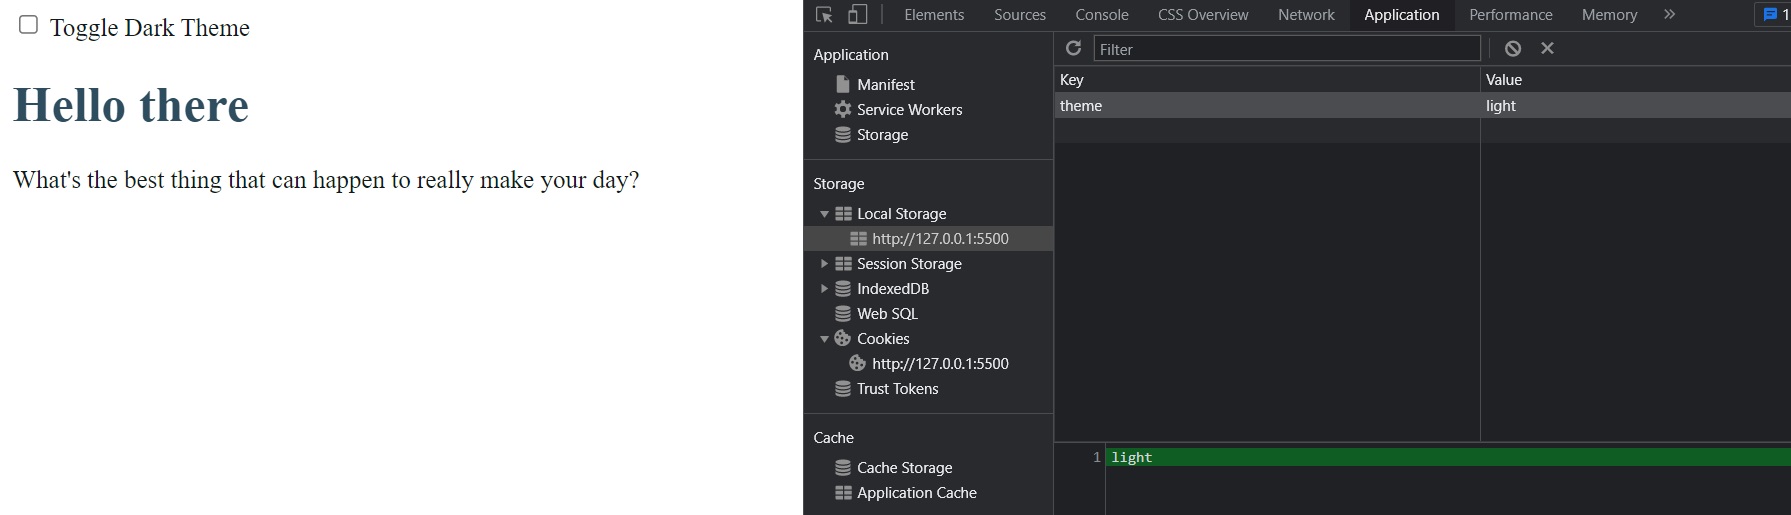 Toggle Dark Theme
Hello there
What's the best thing that can happen to really make your day?
Elements Sources Console CSS Overview Network Application Performance Memory » 1
Application
Manifest
Service Workers
Storage
Storage
Local Storage
http://127.0.0.1:5500
Session Storage
IndexedDB
Web SQL
Cookies
http://127.0.0.1:5500
Trust Tokens
Cache
Cache Storage
Application Cache
Filter
Key Value
theme light
1 light